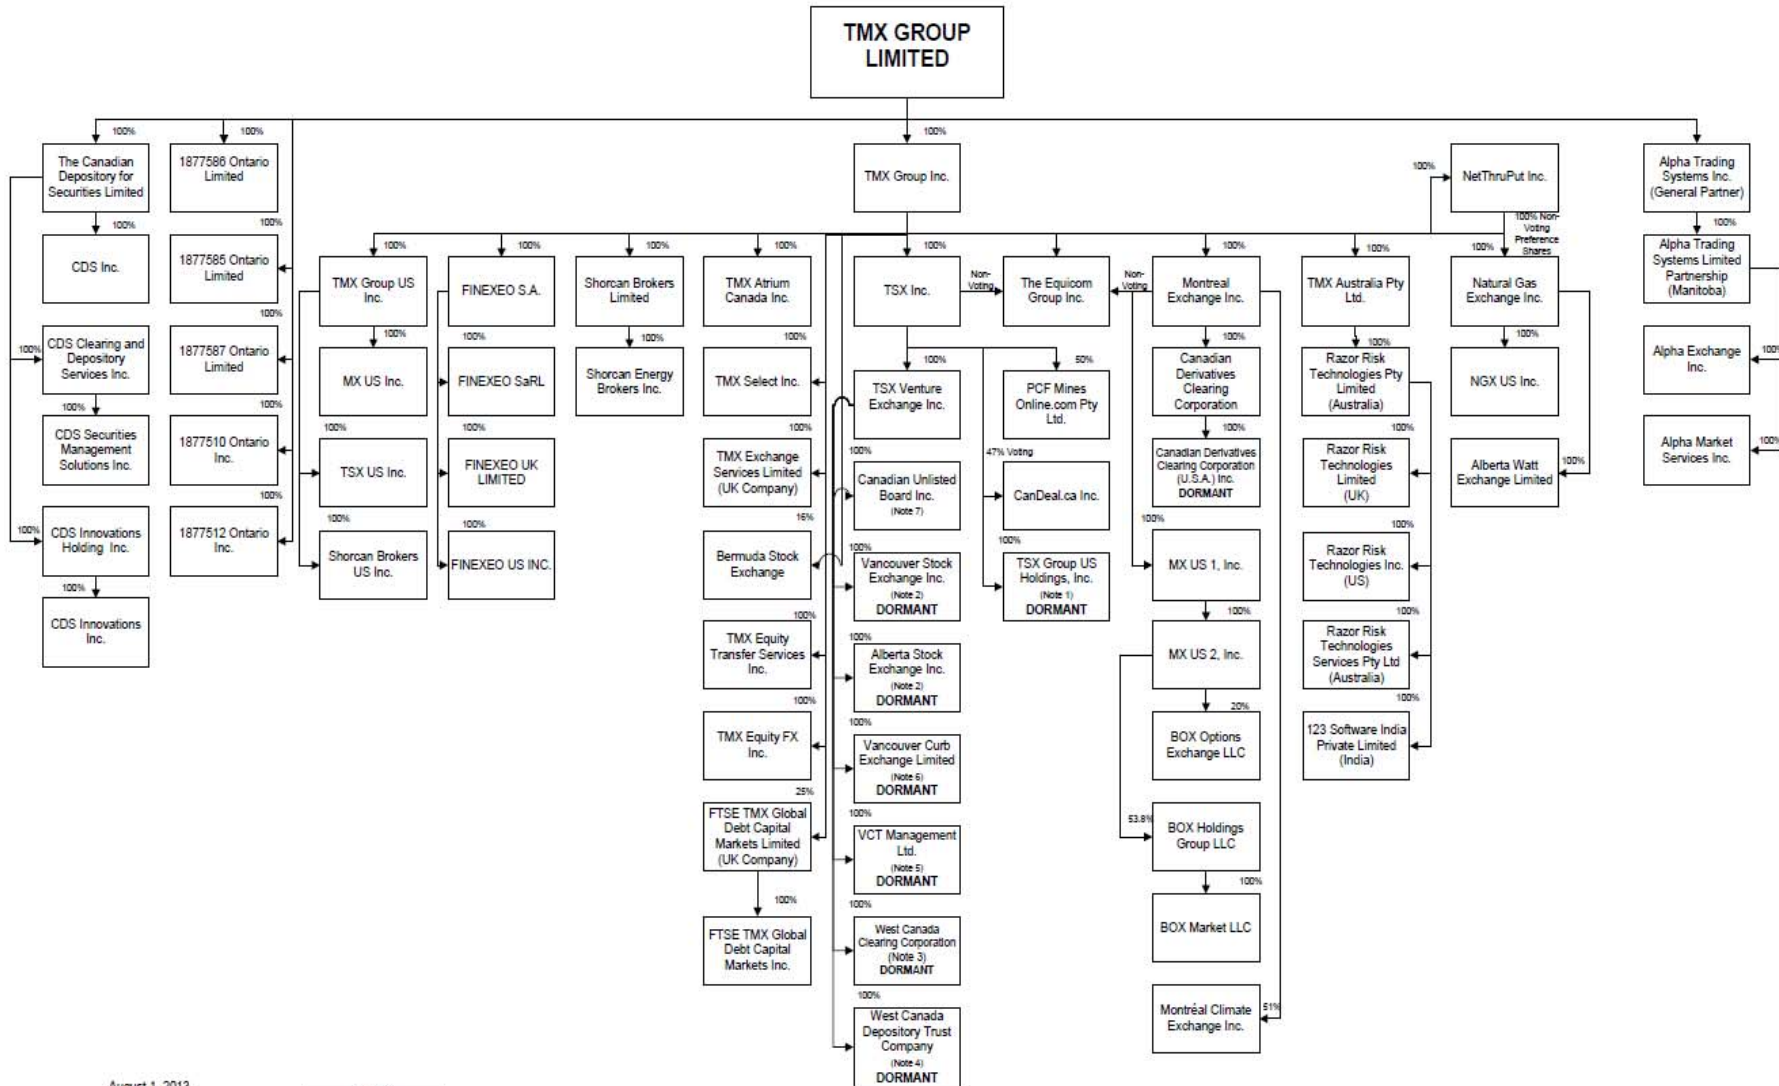 TMX GROUP
LIMITED
100%
100%
100%
The Canadian
Depository for
Securities Limited
1877586 Ontario
Limited
TMX Group Inc.
100%
NetThruPut Inc.
Alpha Trading
Systems Inc.
(General Partner)
100%
CDS Inc.
100%
1877585 Ontario
Limited
100%
TMX Group US
Inc.
100%
FINEXEO S.A.
100%
Shorcan Brokers
Limited
100%
TMX Atrium
Canada Inc.
100%
TSX Inc.
Non-
Voting
100%
The Equicom
Group Inc.
Non-
Voting
100%
Montreal
Exchange Inc.
100%
TMX Australia Pty
Ltd.
100% Non-
Voting
Preference
Shares
100%
Natural Gas
Exchange Inc.
100%
Alpha Trading
Systems Limited
Partnership
(Manitoba)
100%
CDS Clearing and
Depository
Services Inc.
100%
1877587 Ontario
Limited
100%
MX US Inc.
100%
FINEXEO SaRL
100%
Shorcan Energy
Brokers Inc.
100%
TMX Select Inc.
100%
TSX Venture
Exchange Inc.
50%
PCF Mines
Online.com Pty
Ltd.
100%
Canadian
Derivatives
Clearing
Corporation
100%
Razor Risk
Technologies Pty
Limited
(Australia)
100%
NGX US Inc.
Alpha Exchange
Inc.
100%
100%
CDS Securities
Management
Solutions Inc.
100%
1877510 Ontario
Inc.
100%
TSX US Inc.
100%
FINEXEO UK
LIMITED
100%
TMX Exchange
Services Limited
(UK Company)
100%
Canadian Unlisted
Board Inc.
(Note 7)
47% Voting
CanDeal.ca Inc.
100%
Canadian Derivatives
Clearing Corporation
(U.S.A.) Inc.
DORMANT
100%
Razor Risk
Technologies
Limited
(UK)
Alberta Watt
Exchange Limited
100%
Alpha Market
Services Inc.
100%
100%
CDS Innovations
Holding Inc.
100%
1877512 Ontario
Inc.
100%
Shorcan Brokers
US Inc.
100%
FINEXEO US INC.
16%
Bermuda Stock
Exchange
100%
Vancouver Stock
Exchange Inc.
(Note 2)
DORMANT
100%
TSX Group US
Holdings, Inc.
(Note 1)
DORMANT
100%
MX US 1, Inc.
100%
Razor Risk
Technologies Inc.
(US)
100%
CDS Innovations
Inc.
100%
TMX Equity
Transfer Services
Inc.
100%
Alberta Stock
Exchange Inc.
(Note 2)
DORMANT
100%
MX US 2, Inc.
100%
Razor Risk
Technologies
Services Pty Ltd
(Australia)
100%
TMX Equity FX
Inc.
100%
Vancouver Curb
Exchange Limited
(Note 6)
DORMANT
20%
BOX Options
Exchange LLC
100%
123 Software India
Private Limited
(India)
25%
FTSE TMX Global
Debt Capital
Markets Limited
(UK Company)
100%
VCT Management
Ltd.
(Note 5)
DORMANT
53.8%
BOX Holdings
Group LLC
100%
FTSE TMX Global
Debt Capital
Markets Inc.
100%
West Canada
Clearing Corporation
(Note 3)
DORMANT
100%
BOX Market LLC
100%
West Canada
Depository Trust
Company
(Note 4)
DORMANT
Montréal Climate
Exchange Inc.
51%
August 1, 2013